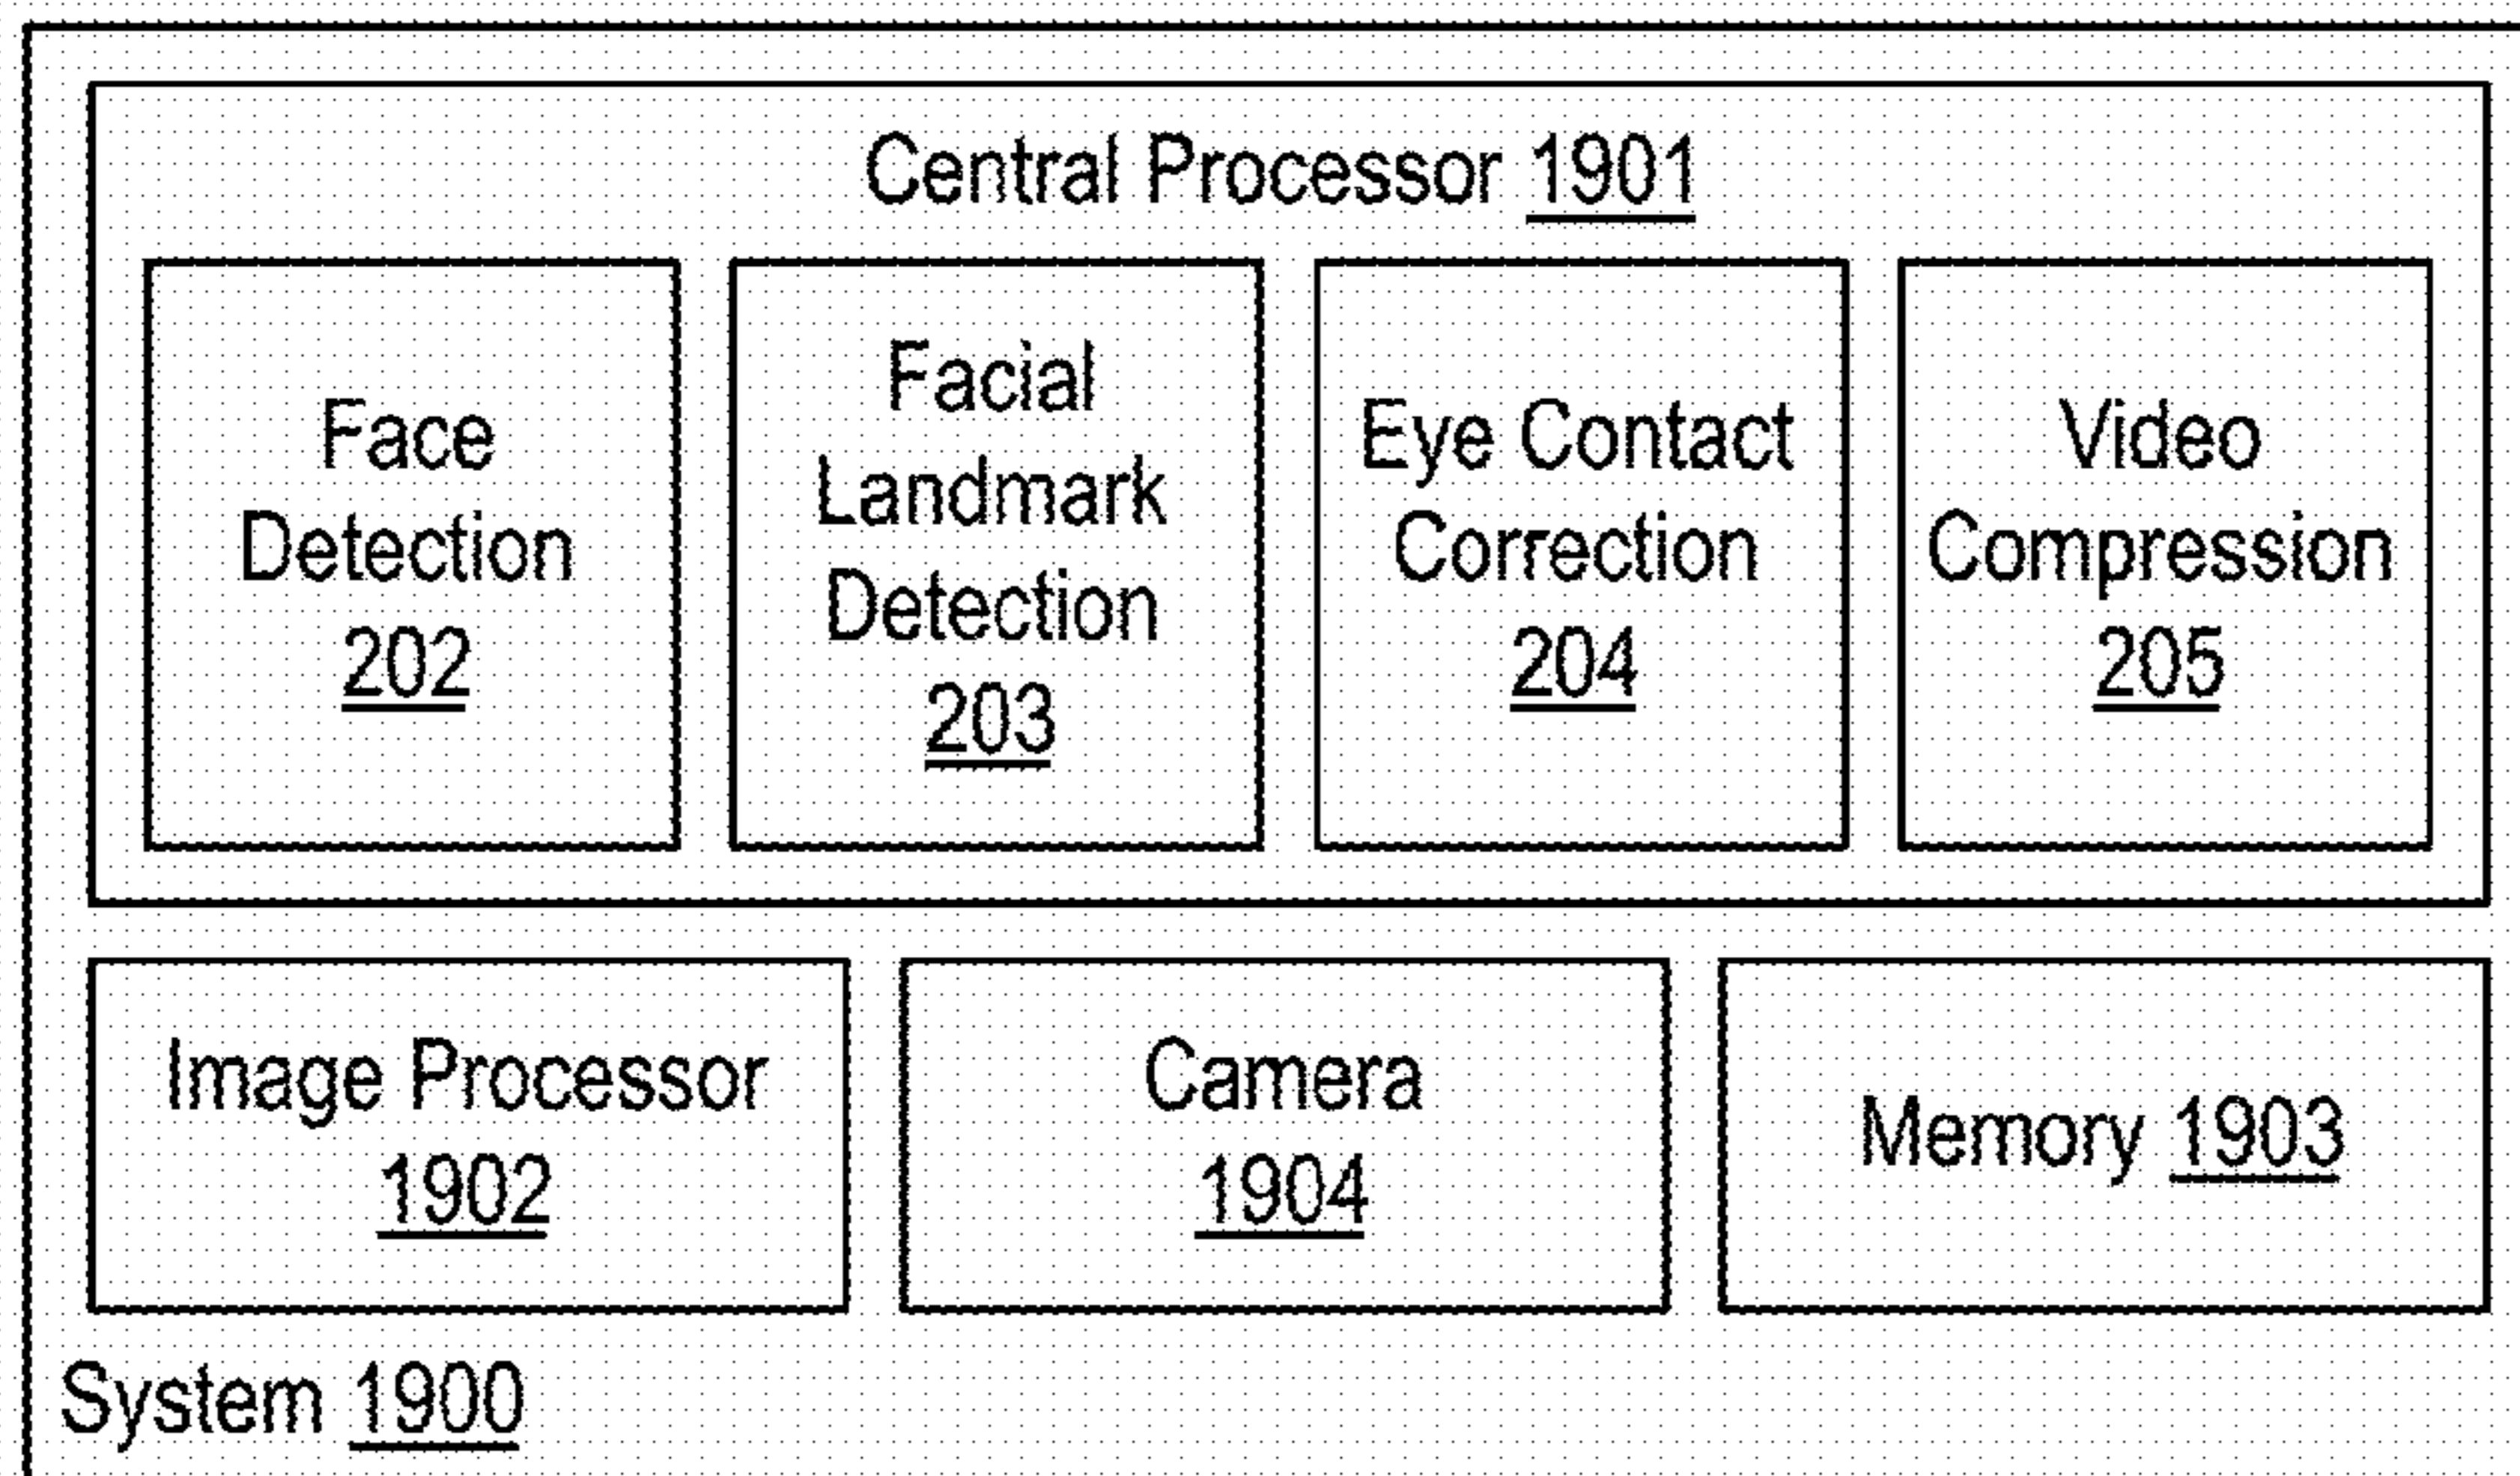 Central Processor 1901
Face
Detection
202
Facial
Landmark
Detection
203
Eye Contact
Correction
204
Video
Compression
205
Image Processor
1902
Camera
1904
Memory 1903
System 1900